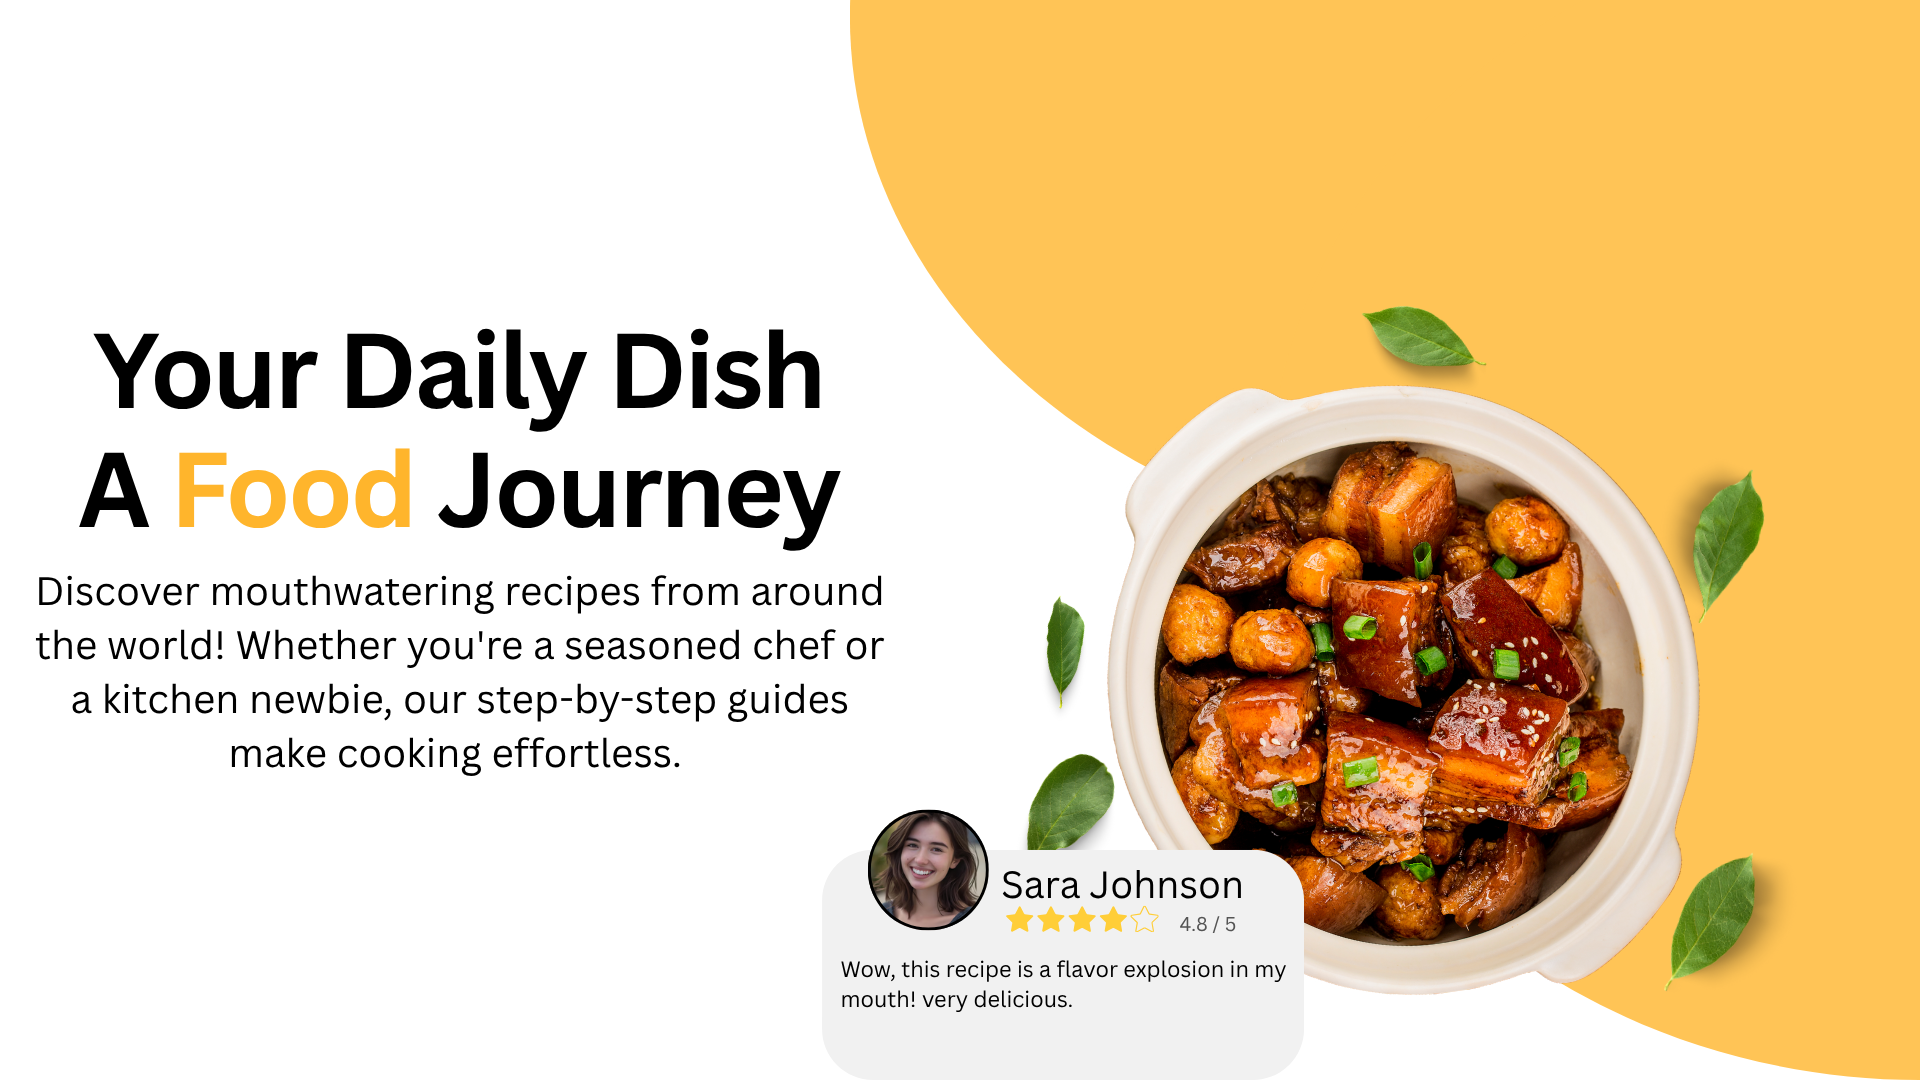 Your Daily Dish
A Food Journey
Discover mouthwatering recipes from around
the world! Whether you're a seasoned chef or
a kitchen newbie, our step-by-step guides
make cooking effortless.
Sara Johnson
4.8 / 5
Wow, this recipe is a flavor explosion in my
mouth! very delicious.